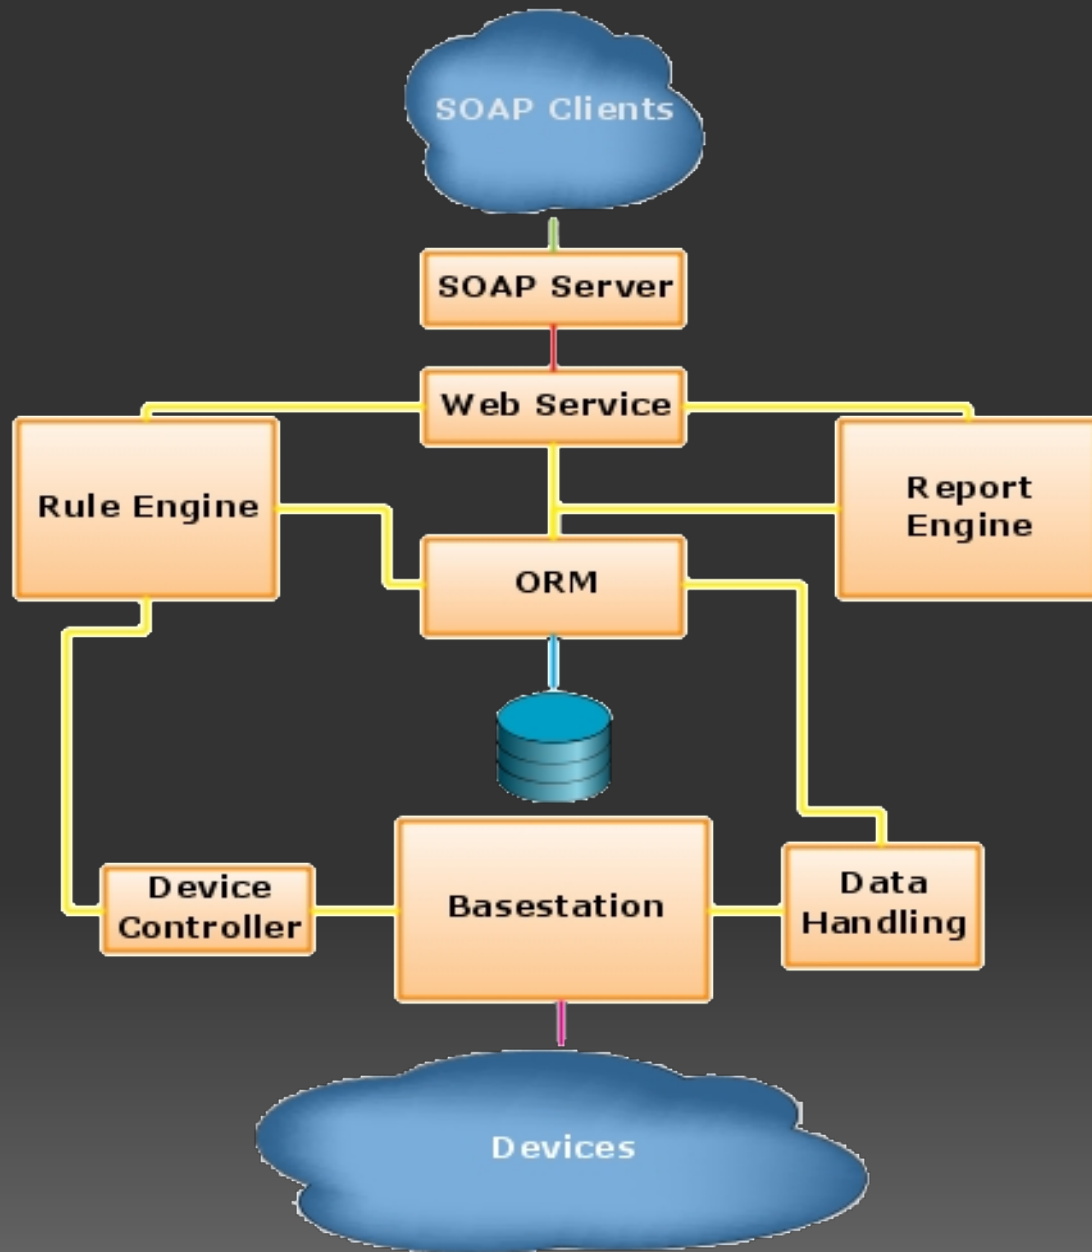 SOAP Clients
SOAP Server
Web Service
Rule Engine
Report
Engine
ORM
Device
Controller
Basestation
Data
Handling
Devices